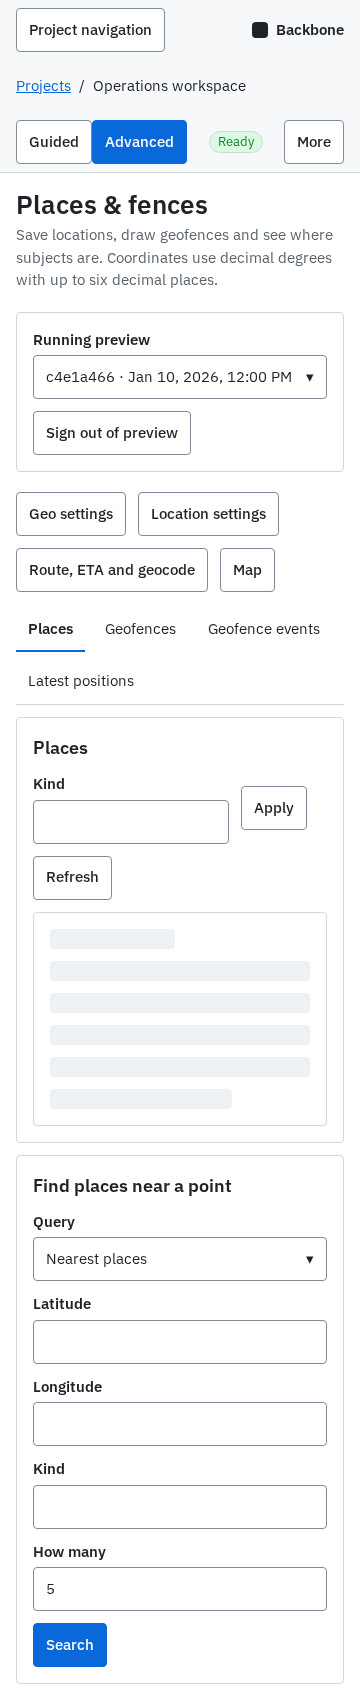 Project navigation
Backbone
Projects / Operations workspace
Guided
Advanced
Ready
More
Places & fences
Save locations, draw geofences and see where
subjects are. Coordinates use decimal degrees
with up to six decimal places.
Running preview
c4e1a466 · Jan 10, 2026, 12:00 PM
Sign out of preview
Geo settings
Location settings
Route, ETA and geocode
Map
Places
Geofences
Geofence events
Latest positions
Places
Kind
Apply
Refresh
Find places near a point
Query
Nearest places
Latitude
Longitude
Kind
How many
5
Search